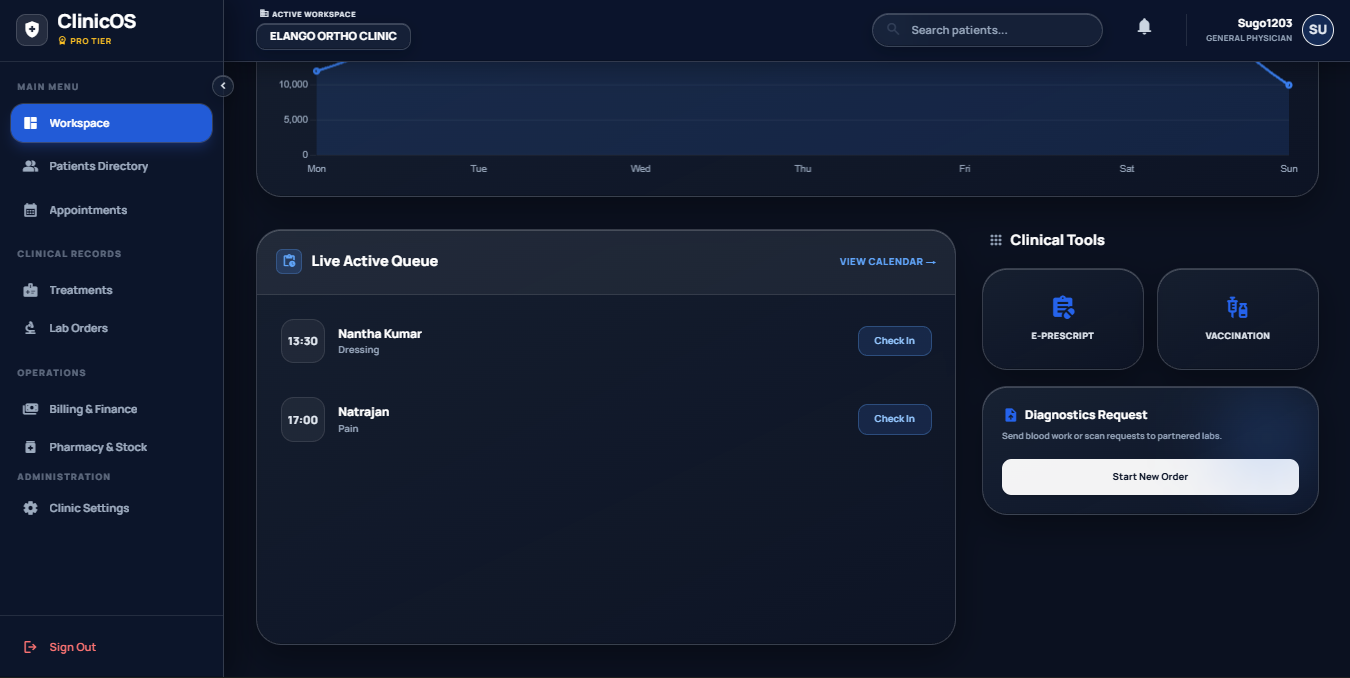 ClinicOS
PRO TIER
MAIN MENU
Workspace
Patients Directory
Appointments
CLINICAL RECORDS
Treatments
Lab Orders
OPERATIONS
Billing & Finance
Pharmacy & Stock
ADMINISTRATION
Clinic Settings
Sign Out
ACTIVE WORKSPACE
ELANGO ORTHO CLINIC
Search patients...
Sugo1203
GENERAL PHYSICIAN
SU
10,000
5,000
0
Mon Tue Wed Thu Fri Sat Sun
Live Active Queue
VIEW CALENDAR →
13:30
Nantha Kumar
Dressing
Check In
17:00
Natrajan
Pain
Check In
Clinical Tools
E-PRESCRIPT
VACCINATION
Diagnostics Request
Send blood work or scan requests to partnered labs.
Start New Order